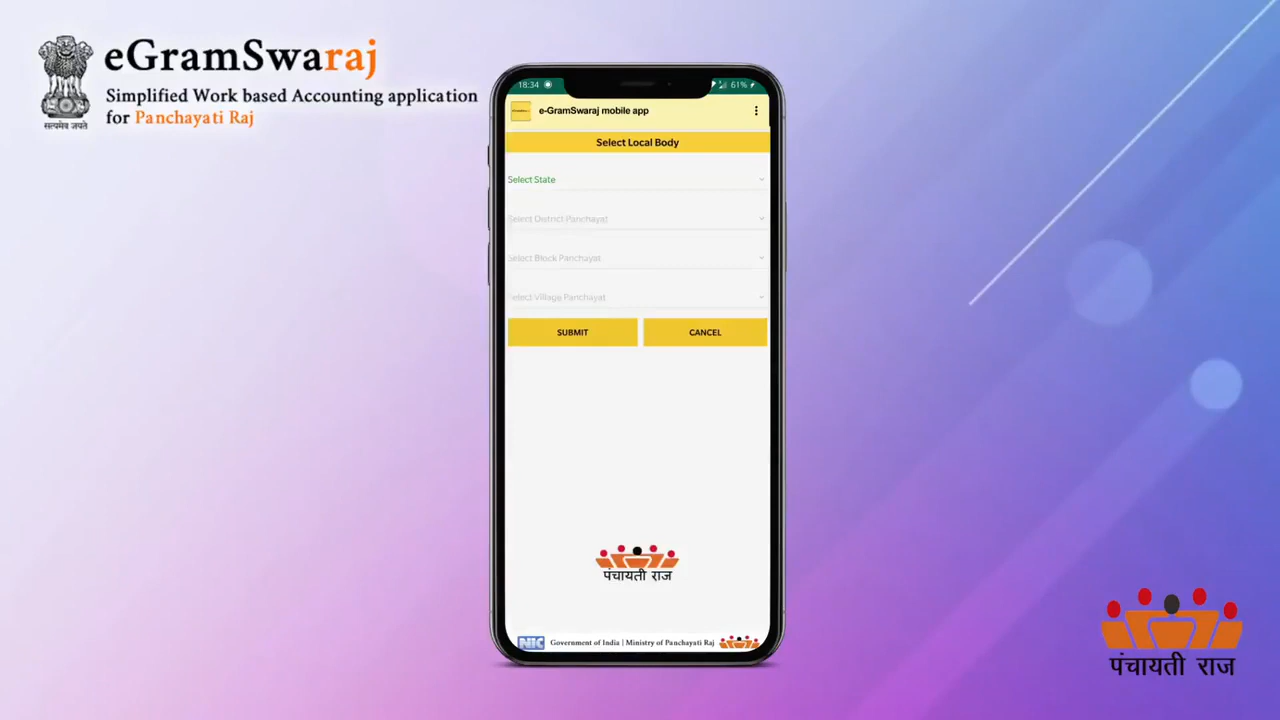 eGramSwaraj
Simplified Work based Accounting application
for Panchayati Raj
सत्यमेव जयते
18:34
61%
e-GramSwaraj mobile app
Select Local Body
Select State
Select District Panchayat
Select Block Panchayat
Select Village Panchayat
SUBMIT
CANCEL
पंचायती राज
NIC
Government of India | Ministry of Panchayati Raj
पंचायती राज